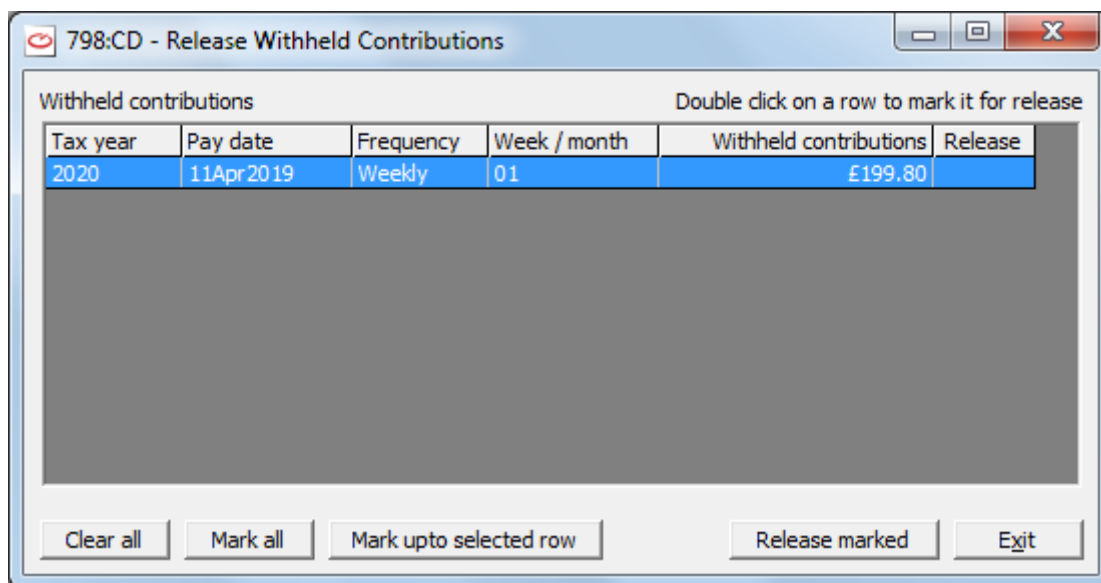 798:CD - Release Withheld Contributions
Withheld contributions Double click on a row to mark it for release
Tax year Pay date Frequency Week / month Withheld contributions Release
2020 11Apr2019 Weekly 01 £199.80
Clear all Mark all Mark upto selected row Release marked Exit